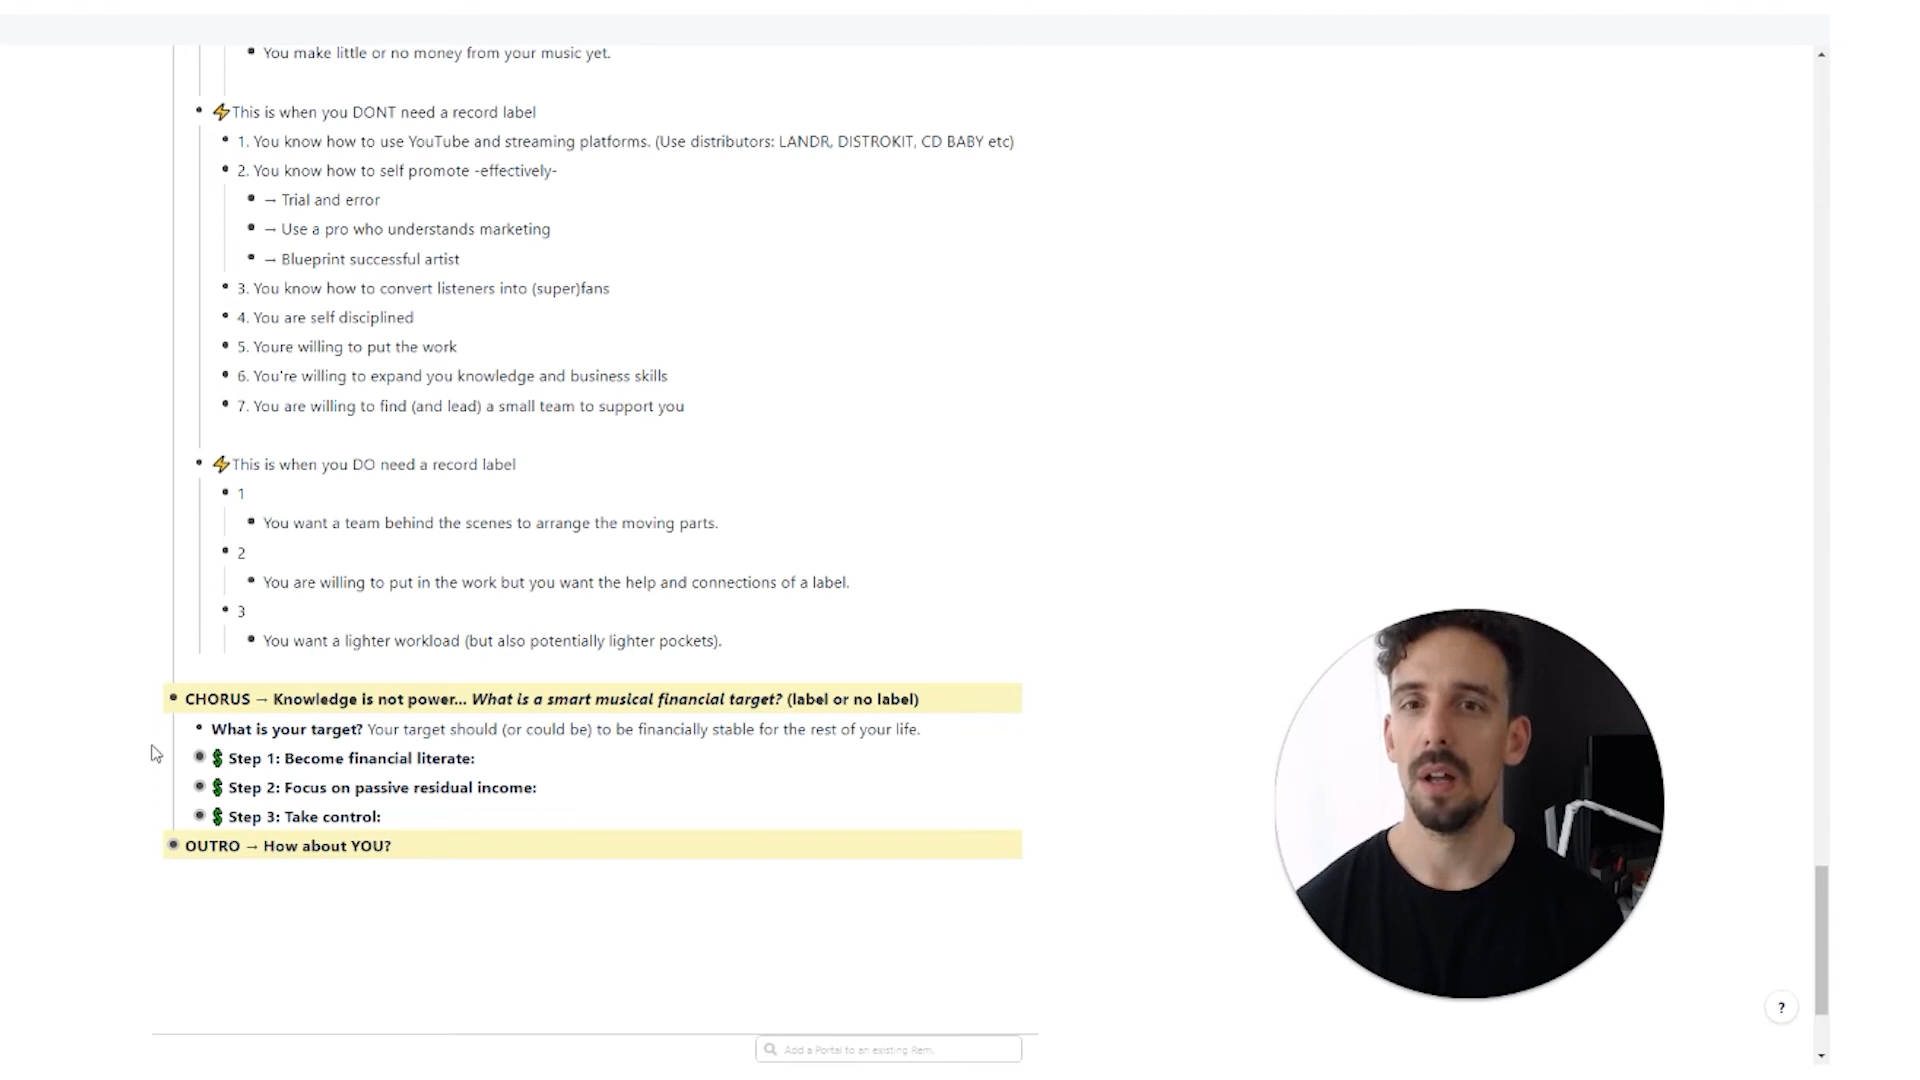 You make little or no money from your music yet.
⚡This is when you DONT need a record label
1. You know how to use YouTube and streaming platforms. (Use distributors: LANDR, DISTROKIT, CD BABY etc)
2. You know how to self promote -effectively-
→ Trial and error
→ Use a pro who understands marketing
→ Blueprint successful artist
3. You know how to convert listeners into (super)fans
4. You are self disciplined
5. Youre willing to put the work
6. You're willing to expand you knowledge and business skills
7. You are willing to find (and lead) a small team to support you
⚡This is when you DO need a record label
1
You want a team behind the scenes to arrange the moving parts.
2
You are willing to put in the work but you want the help and connections of a label.
3
You want a lighter workload (but also potentially lighter pockets).
CHORUS → Knowledge is not power... What is a smart musical financial target? (label or no label)
What is your target? Your target should (or could be) to be financially stable for the rest of your life.
💲 Step 1: Become financial literate:
💲 Step 2: Focus on passive residual income:
💲 Step 3: Take control:
OUTRO → How about YOU?
?
Add a Portal to an existing Rem.